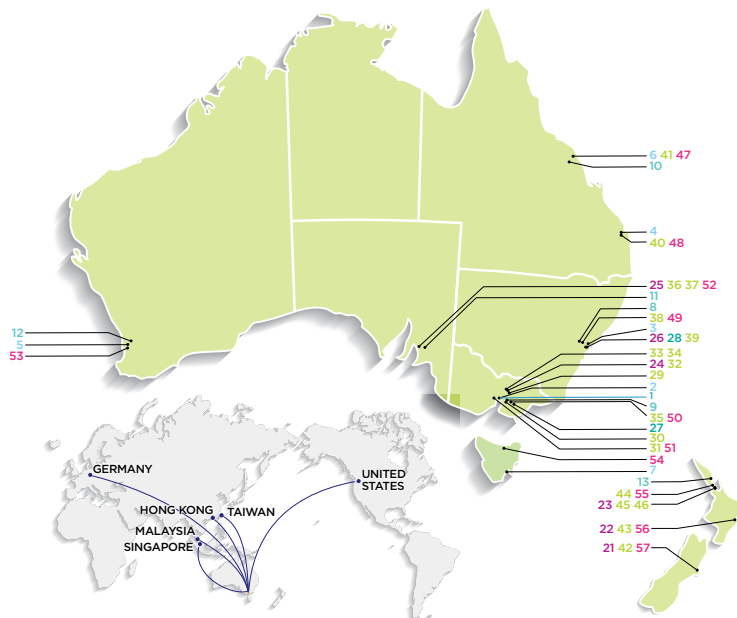 6 41 47
10
4
40 48
25 36 37 52
11
8
38 49
3
26 28 39
33 34
24 32
29
2
1
9
35 50
27
30
31 51
54
7
12
5
53
13
44 55
23 45 46
22 43 56
21 42 57
GERMANY
UNITED
STATES
HONG KONG
TAIWAN
MALAYSIA
SINGAPORE